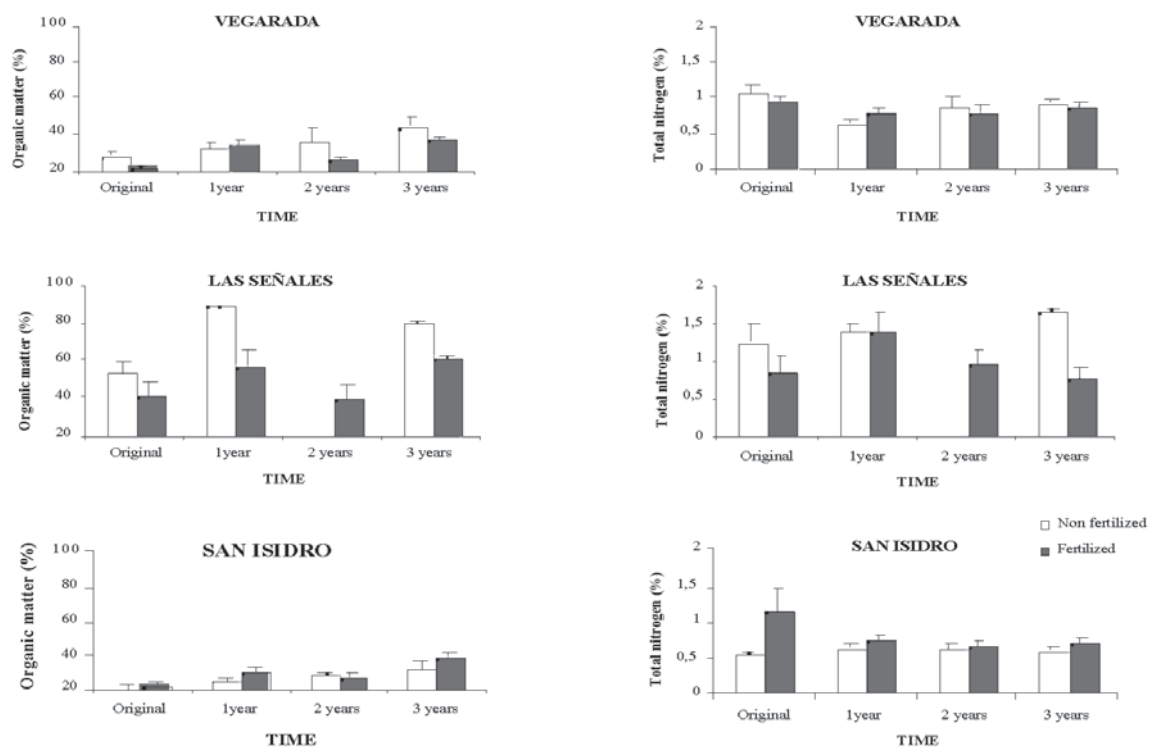 VEGARADA
Organic matter (%)
100
80
60
40
20
Original 1year 2 years 3 years
TIME
VEGARADA
Total nitrogen (%)
2
1,5
1
0,5
0
Original 1year 2 years 3 years
TIME
LAS SEÑALES
Organic matter (%)
100
80
60
40
20
Original 1year 2 years 3 years
TIME
LAS SEÑALES
Total nitrogen (%)
2
1,5
1
0,5
0
Original 1year 2 years 3 years
TIME
SAN ISIDRO
Organic matter (%)
100
80
60
40
20
Original 1year 2 years 3 years
TIME
Non fertilized
Fertilized
SAN ISIDRO
Total nitrogen (%)
2
1,5
1
0,5
0
Original 1year 2 years 3 years
TIME